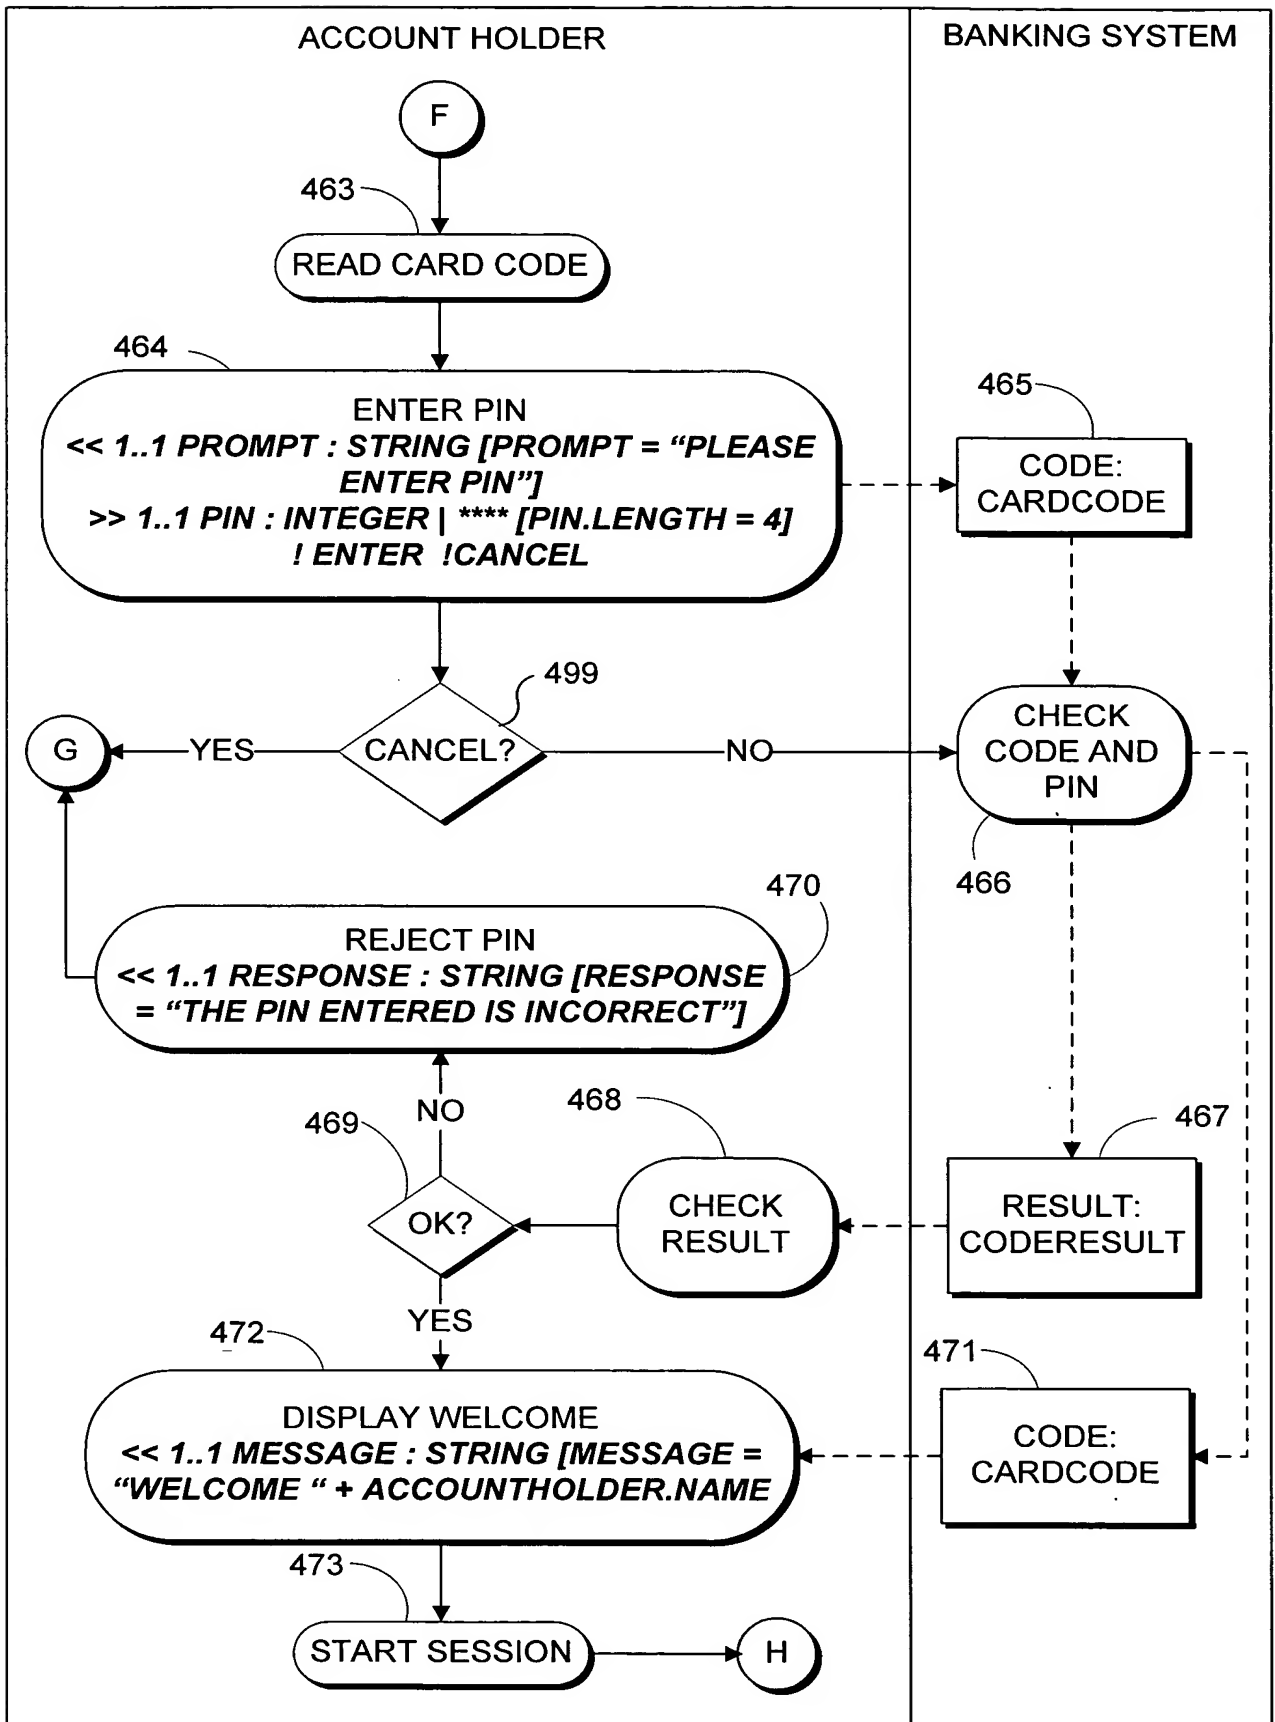 ACCOUNT HOLDER
BANKING SYSTEM
F
463
READ CARD CODE
464
ENTER PIN
<< 1..1 PROMPT : STRING [PROMPT = “PLEASE
ENTER PIN”]
>> 1..1 PIN : INTEGER | **** [PIN.LENGTH = 4]
! ENTER !CANCEL
465
CODE:
CARDCODE
499
G
YES
CANCEL?
NO
CHECK
CODE AND
PIN
466
470
REJECT PIN
<< 1..1 RESPONSE : STRING [RESPONSE
= “THE PIN ENTERED IS INCORRECT”]
NO
469
468
467
OK?
CHECK
RESULT
RESULT:
CODERESULT
YES
472
471
DISPLAY WELCOME
<< 1..1 MESSAGE : STRING [MESSAGE =
“WELCOME “ + ACCOUNTHOLDER.NAME
CODE:
CARDCODE
473
START SESSION
H